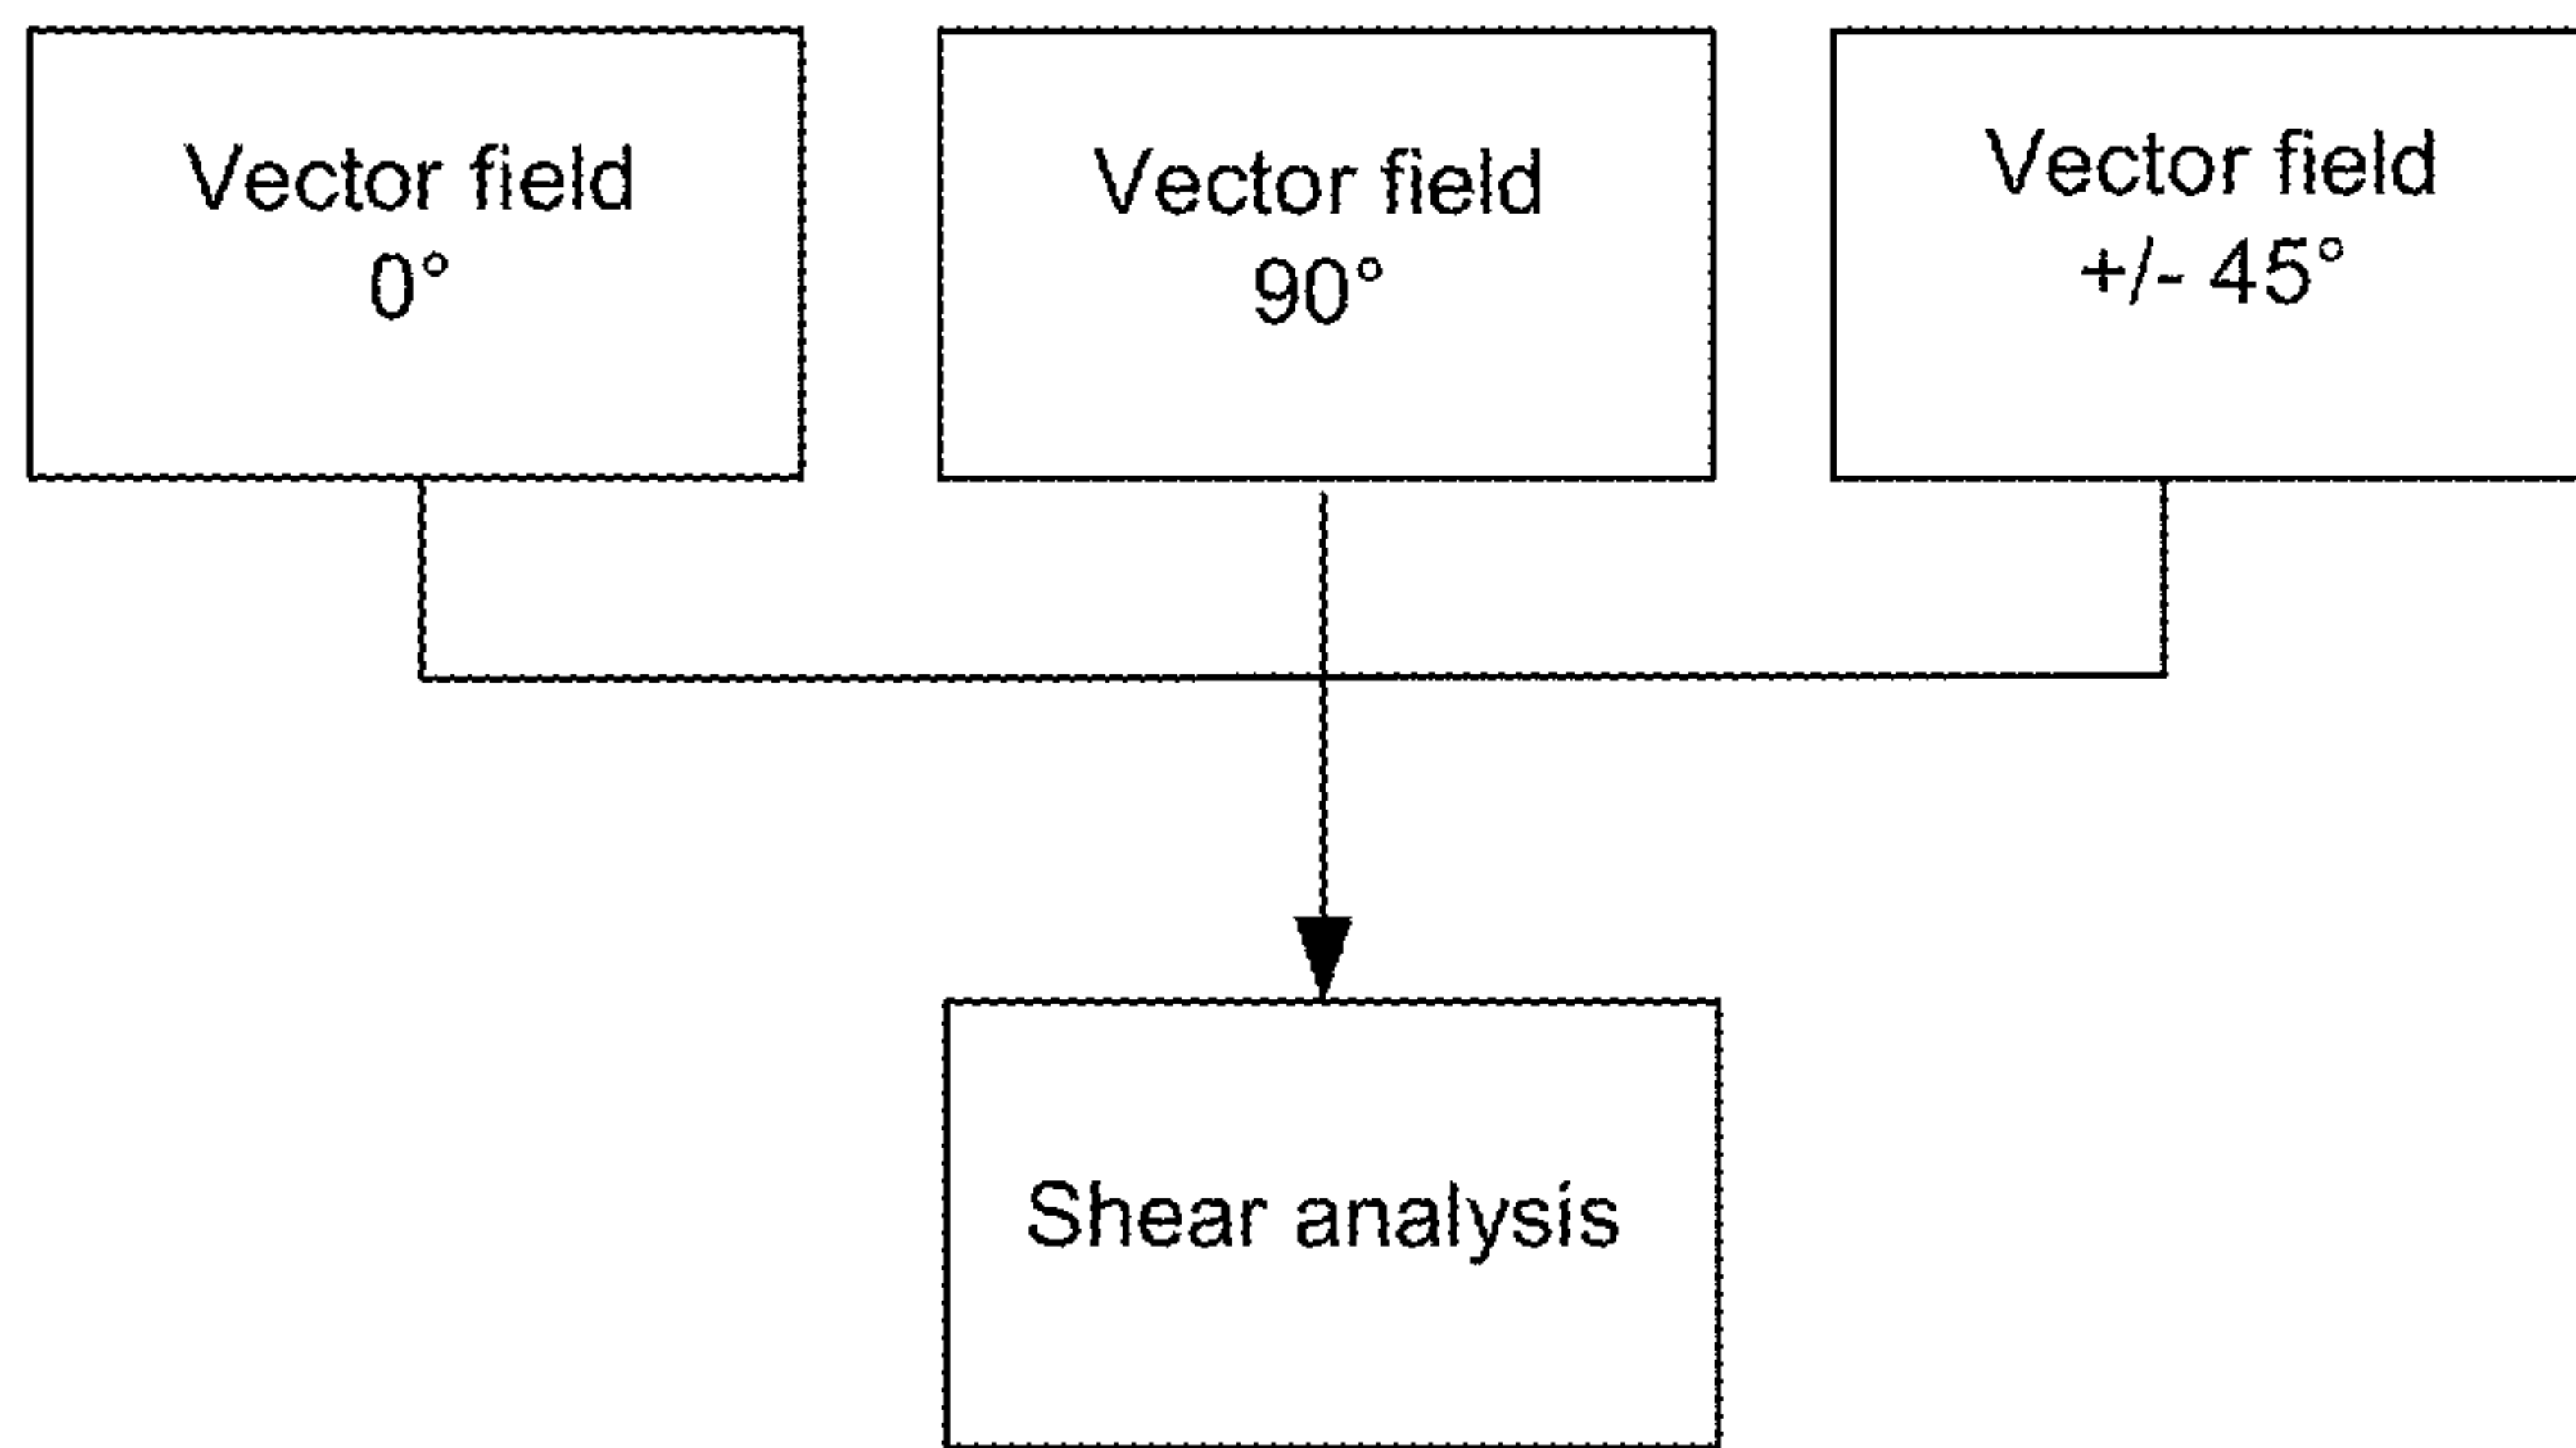 Vector field
0°
Vector field
90°
Vector field
+/- 45°
Shear analysis